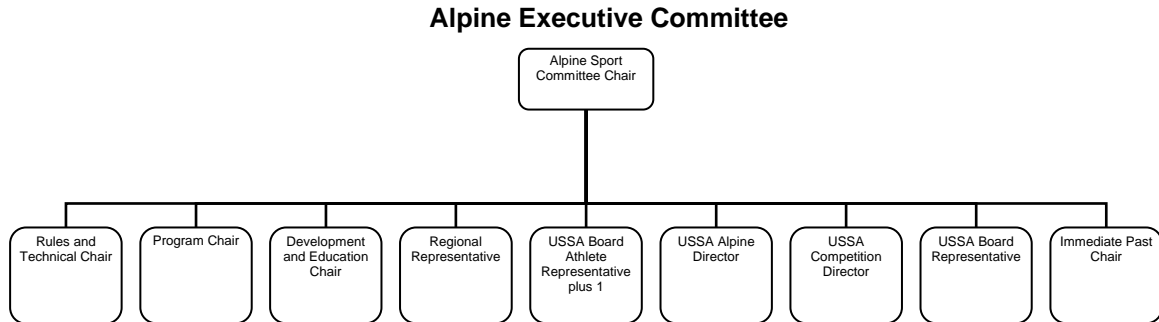 Alpine Executive Committee
Alpine Sport
Committee Chair
Rules and
Technical Chair
Program Chair
Development
and Education
Chair
Regional
Representative
USSA Board
Athlete
Representative
plus 1
USSA Alpine
Director
USSA
Competition
Director
USSA Board
Representative
Immediate Past
Chair